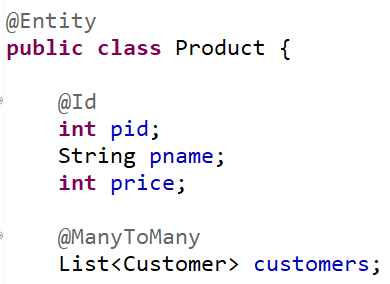 @Entity
public class Product {
@Id
int pid;
String pname;
int price;
@ManyToMany
List<Customer> customers;